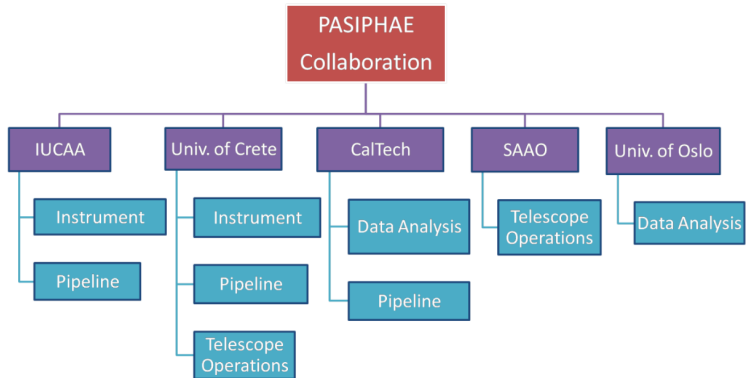 PASIPHAE
Collaboration
IUCAA
Univ. of Crete
CalTech
SAAO
Univ. of Oslo
Instrument
Pipeline
Instrument
Pipeline
Telescope
Operations
Data Analysis
Pipeline
Telescope
Operations
Data Analysis